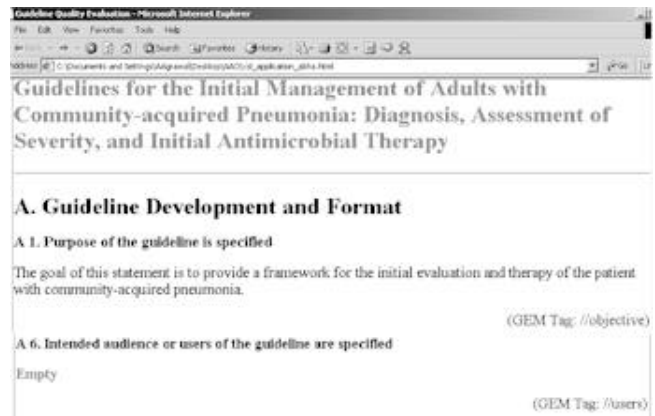 Guideline Quality Evaluation - Microsoft Internet Explorer
File Edit View Favorites Tools Help
Search Favorites History
Guidelines for the Initial Management of Adults with
Community-acquired Pneumonia: Diagnosis, Assessment of
Severity, and Initial Antimicrobial Therapy
A. Guideline Development and Format
A 1. Purpose of the guideline is specified
The goal of this statement is to provide a framework for the initial evaluation and therapy of the patient
with community-acquired pneumonia.
(GEM Tag: //objective)
A 6. Intended audience or users of the guideline are specified
Empty
(GEM Tag: //users)